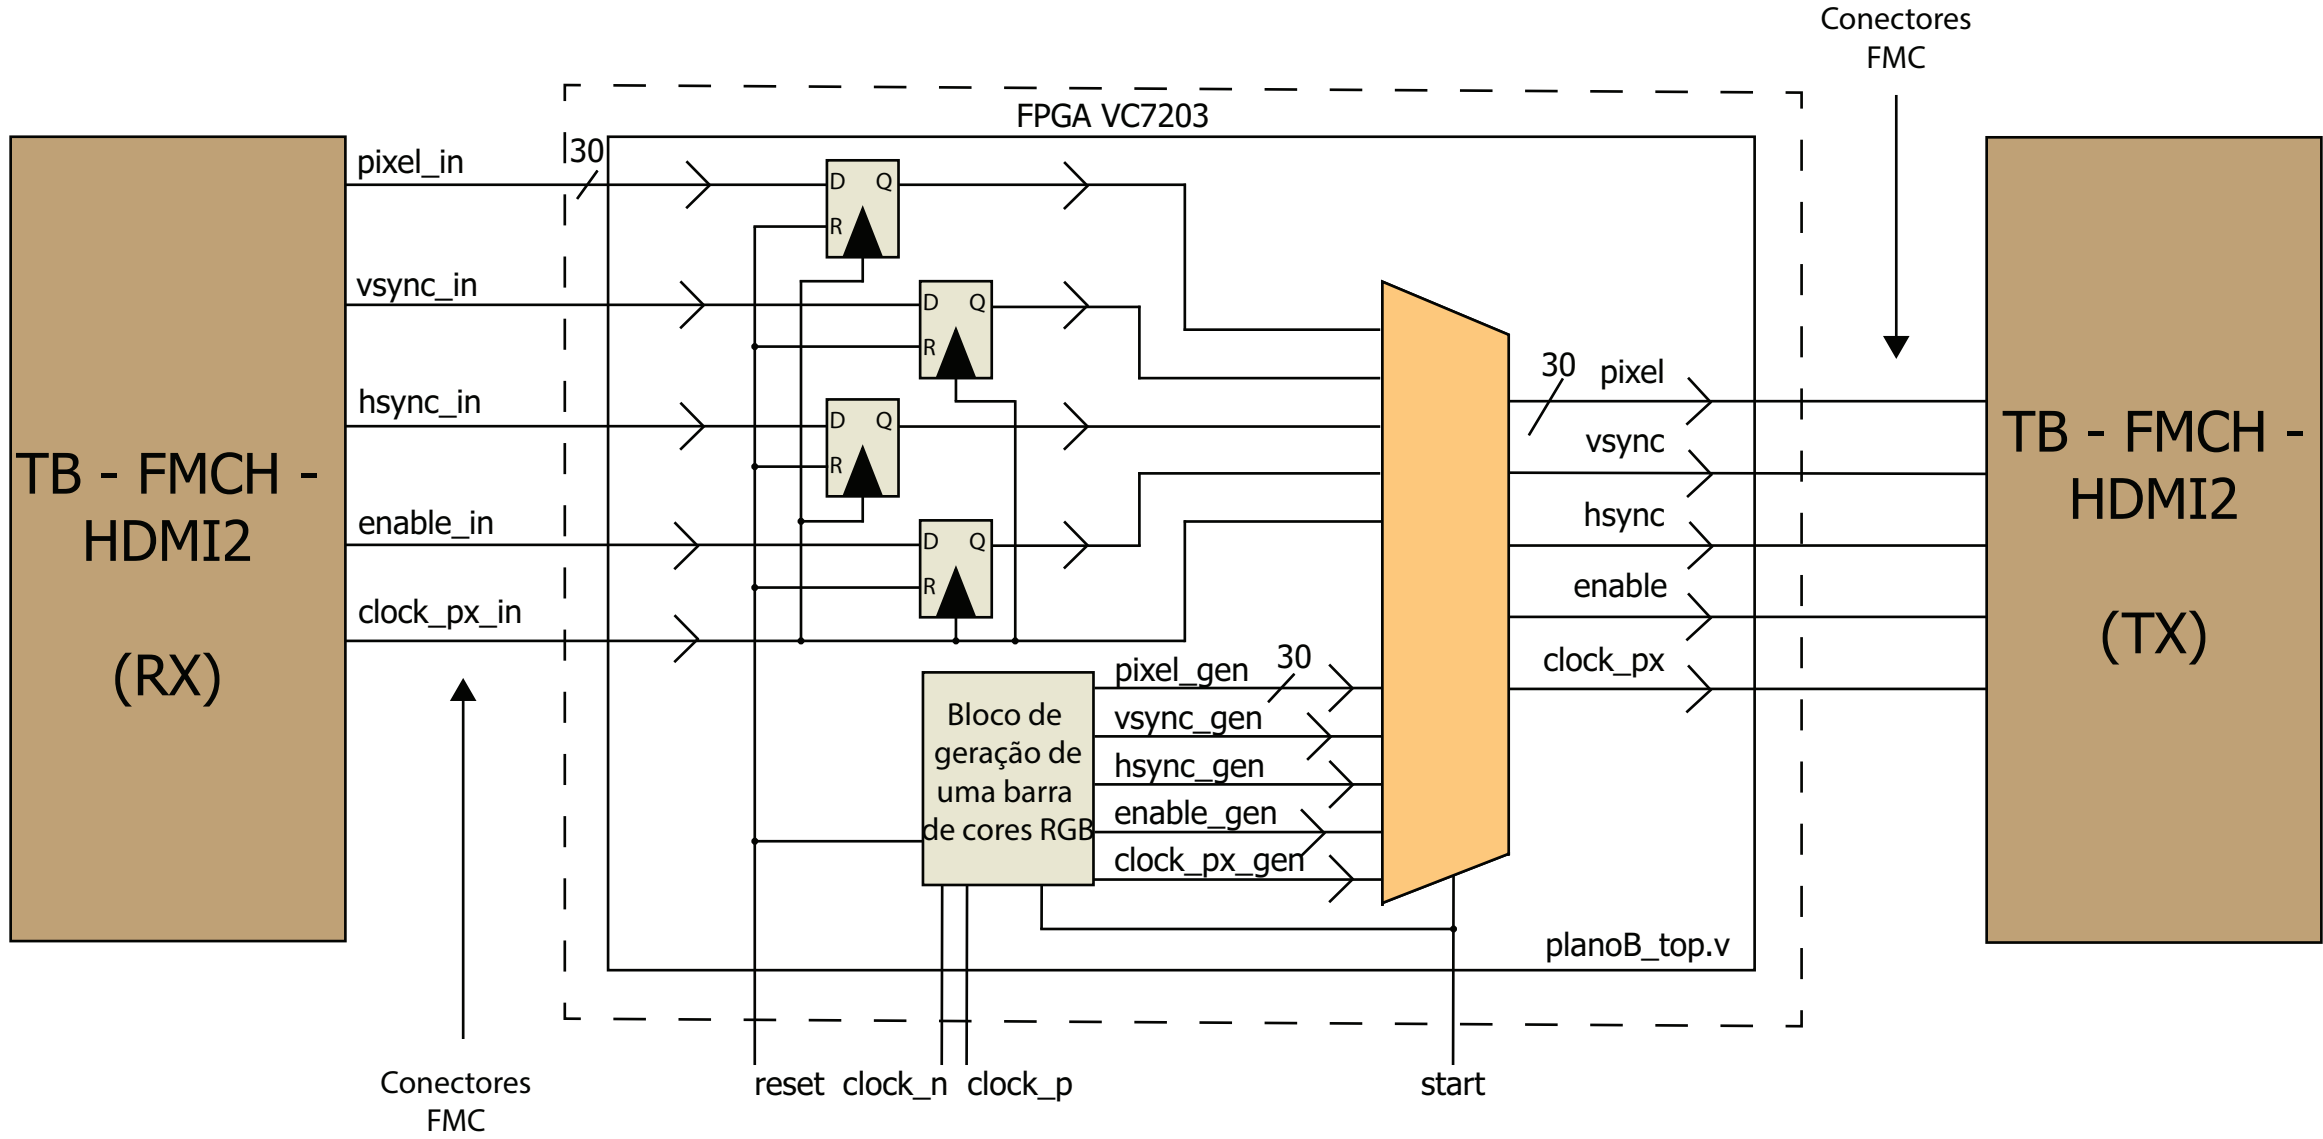 Conectores
FMC
FPGA VC7203
30
pixel_in
D Q
R
vsync_in
D Q
R
hsync_in
D Q
R
enable_in
D Q
R
clock_px_in
TB - FMCH -
HDMI2
(RX)
30
pixel
vsync
hsync
enable
clock_px
TB - FMCH -
HDMI2
(TX)
Bloco de
geração de
uma barra
de cores RGB
pixel_gen
30
vsync_gen
hsync_gen
enable_gen
clock_px_gen
planoB_top.v
reset
clock_n
clock_p
start
Conectores
FMC